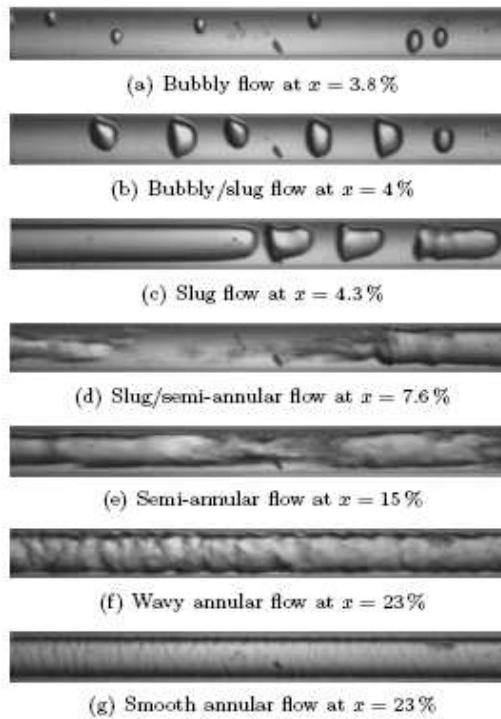 (a) Bubbly flow at x = 3.8 %
(b) Bubbly/slug flow at x = 4 %
(c) Slug flow at x = 4.3 %
(d) Slug/semi-annular flow at x = 7.6 %
(e) Semi-annular flow at x = 15 %
(f) Wavy annular flow at x = 23 %
(g) Smooth annular flow at x = 23 %